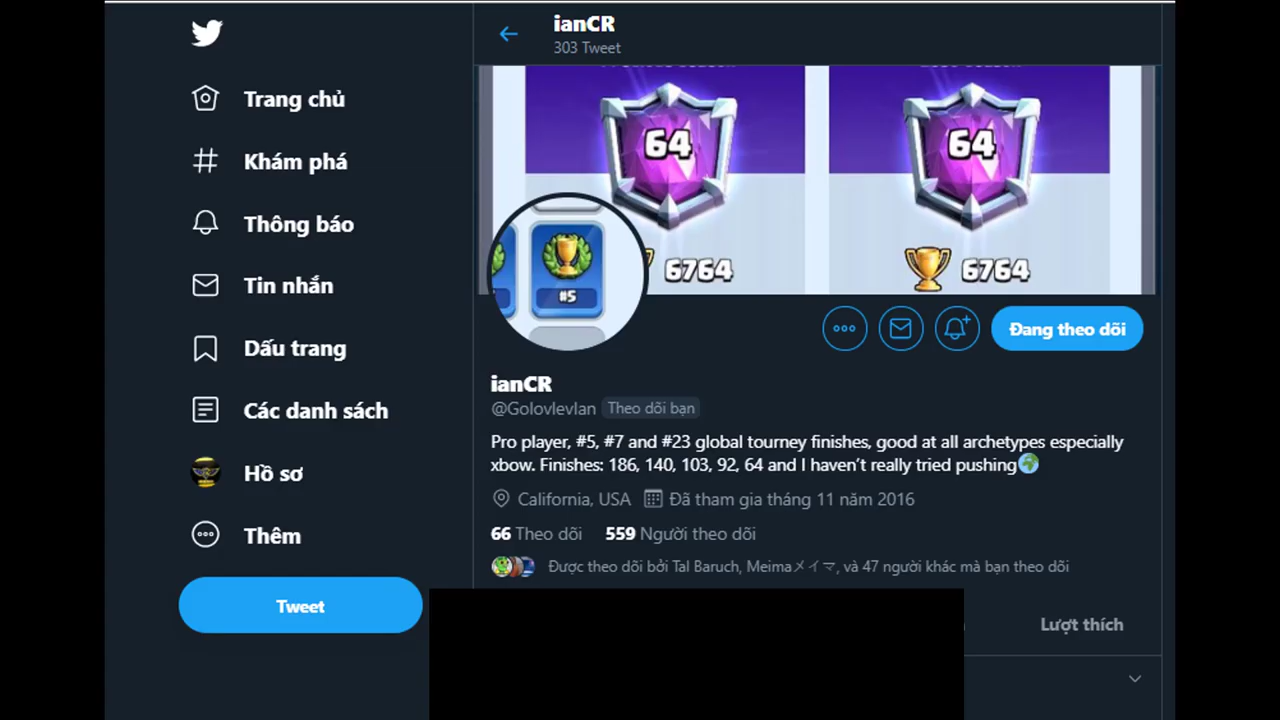 ianCR
303 Tweet
Trang chủ
Khám phá
Thông báo
Tin nhắn
Dấu trang
Các danh sách
Hồ sơ
Thêm
Tweet
64
64
6764
6764
#5
Đang theo dõi
ianCR
@GolovlevIan Theo dõi bạn
Pro player, #5, #7 and #23 global tourney finishes, good at all archetypes especially
xbow. Finishes: 186, 140, 103, 92, 64 and I haven’t really tried pushing
California, USA Đã tham gia tháng 11 năm 2016
66 Theo dõi 559 Người theo dõi
Được theo dõi bởi Tal Baruch, Meimaメイマ, và 47 người khác mà bạn theo dõi
Lượt thích